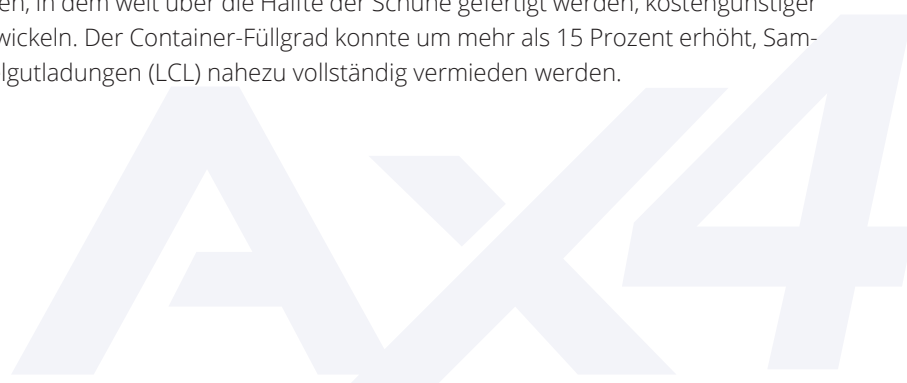 en, in dem weit über die Hälfte der Schuhe gefertigt werden, kostengünstiger
wickeln. Der Container-Füllgrad konnte um mehr als 15 Prozent erhöht, Sam-
lgutladungen (LCL) nahezu vollständig vermieden werden.
Ax4